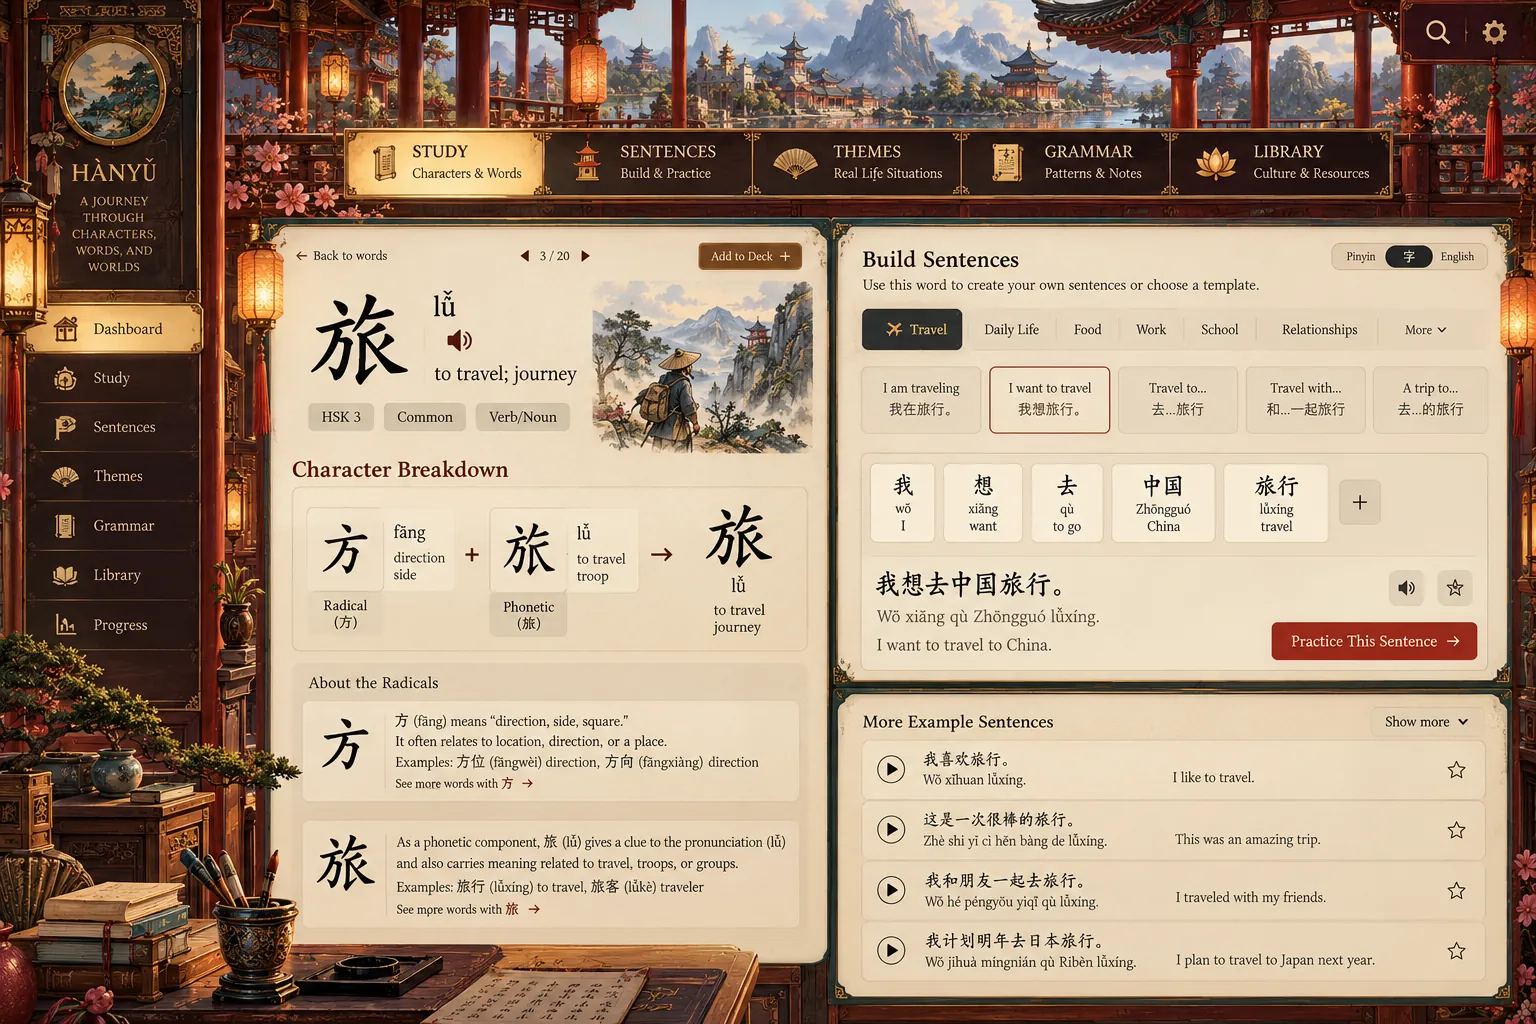 HÀNYǓ
A JOURNEY
THROUGH
CHARACTERS,
WORDS, AND
WORLDS
Dashboard
Study
Sentences
Themes
Grammar
Library
Progress
STUDY
Characters & Words
SENTENCES
Build & Practice
THEMES
Real Life Situations
GRAMMAR
Patterns & Notes
LIBRARY
Culture & Resources
← Back to words
3 / 20
Add to Deck +
旅
lǚ
to travel; journey
HSK 3
Common
Verb/Noun
Character Breakdown
方
fāng
direction
side
Radical
(方)
+
旅
lǚ
to travel
troop
Phonetic
(旅)
→
旅
lǚ
to travel
journey
About the Radicals
方
方 (fāng) means “direction, side, square.”
It often relates to location, direction, or a place.
Examples: 方位 (fāngwèi) direction, 方向 (fāngxiàng) direction
See more words with 方 →
旅
As a phonetic component, 旅 (lǚ) gives a clue to the pronunciation (lǚ)
and also carries meaning related to travel, troops, or groups.
Examples: 旅行 (lǚxíng) to travel, 旅客 (lǚkè) traveler
See more words with 旅 →
Build Sentences
Use this word to create your own sentences or choose a template.
Pinyin
字
English
Travel
Daily Life
Food
Work
School
Relationships
More
I am traveling
我在旅行。
I want to travel
我想旅行。
Travel to...
去...旅行
Travel with...
和...一起旅行
A trip to...
去...的旅行
我
wǒ
I
想
xiǎng
want
去
qù
to go
中国
Zhōngguó
China
旅行
lǚxíng
travel
+
我想去中国旅行。
Wǒ xiǎng qù Zhōngguó lǚxíng.
I want to travel to China.
Practice This Sentence →
More Example Sentences
Show more
我喜欢旅行。
Wǒ xǐhuan lǚxíng.
I like to travel.
这是一次很棒的旅行。
Zhè shi yī cì hěn bàng de lǚxíng.
This was an amazing trip.
我和朋友一起去旅行。
Wǒ hé péngyǒu yìqǐ qù lǚxíng.
I traveled with my friends.
我计划明年去日本旅行。
Wǒ jìhuà míngnián qù Rìběn lǚxíng.
I plan to travel to Japan next year.